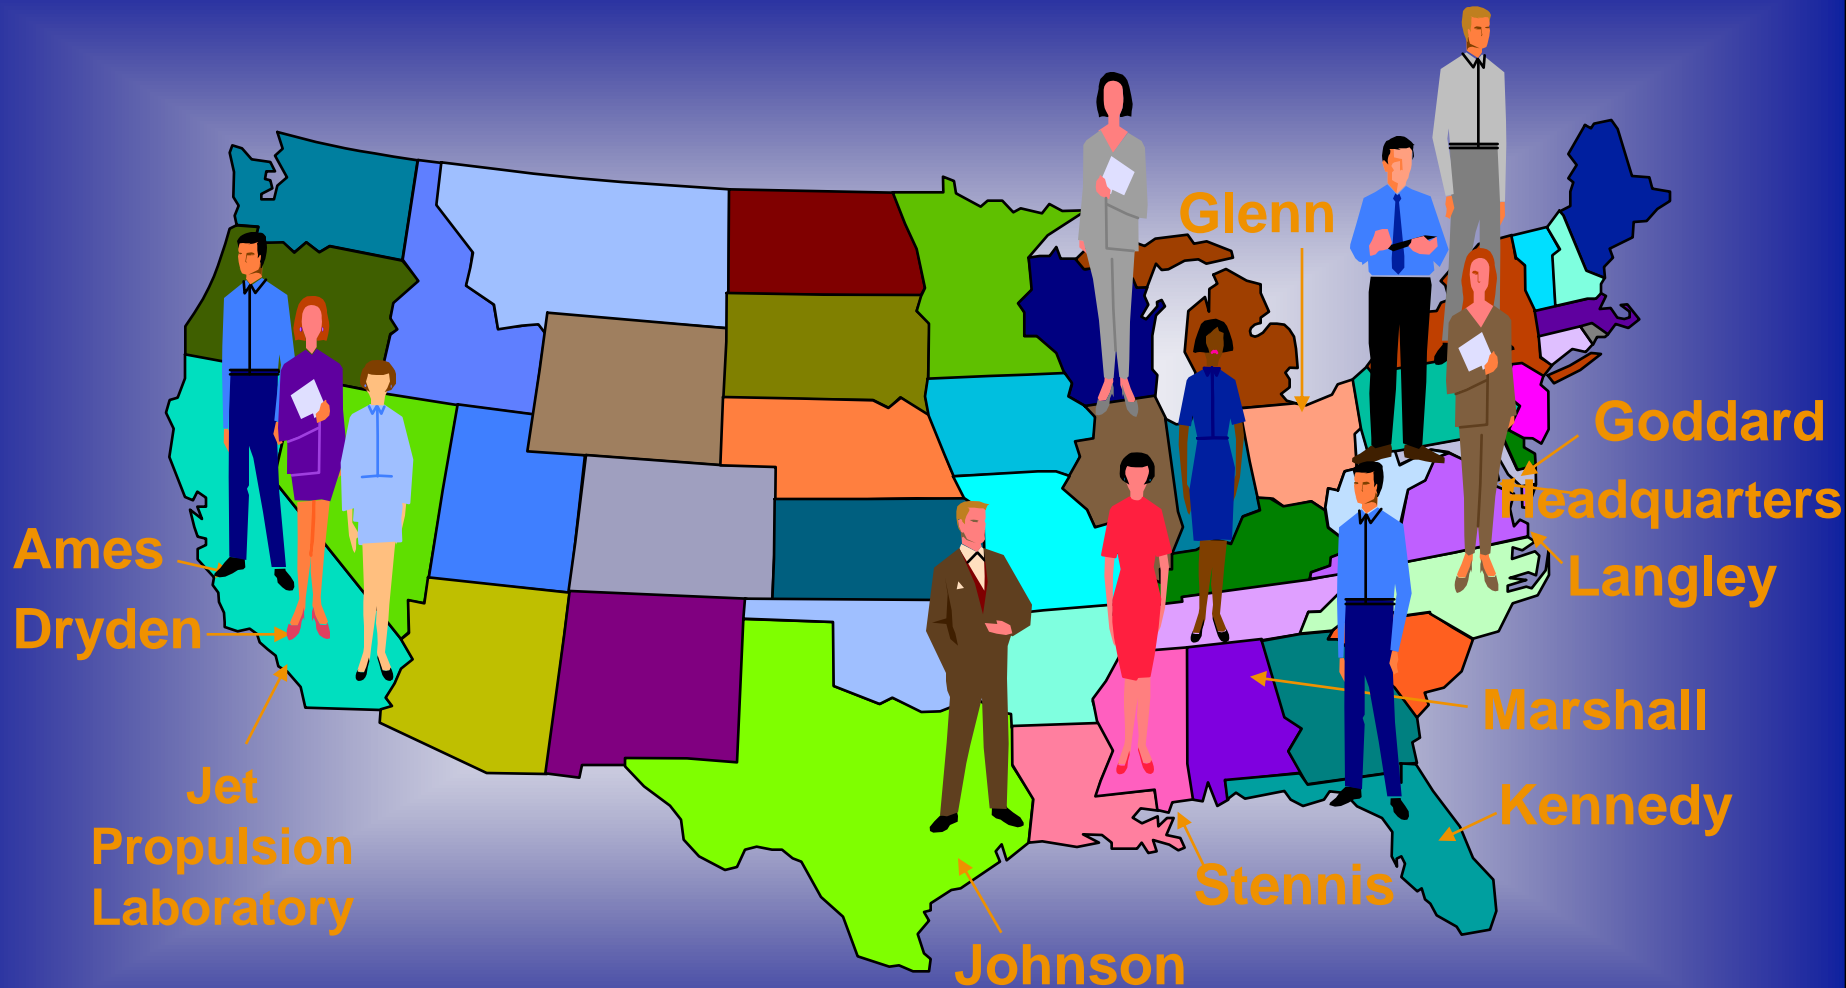 Glenn
Goddard
Headquarters
Ames
Langley
Dryden
Marshall
Jet
Propulsion
Laboratory
Kennedy
Stennis
Johnson